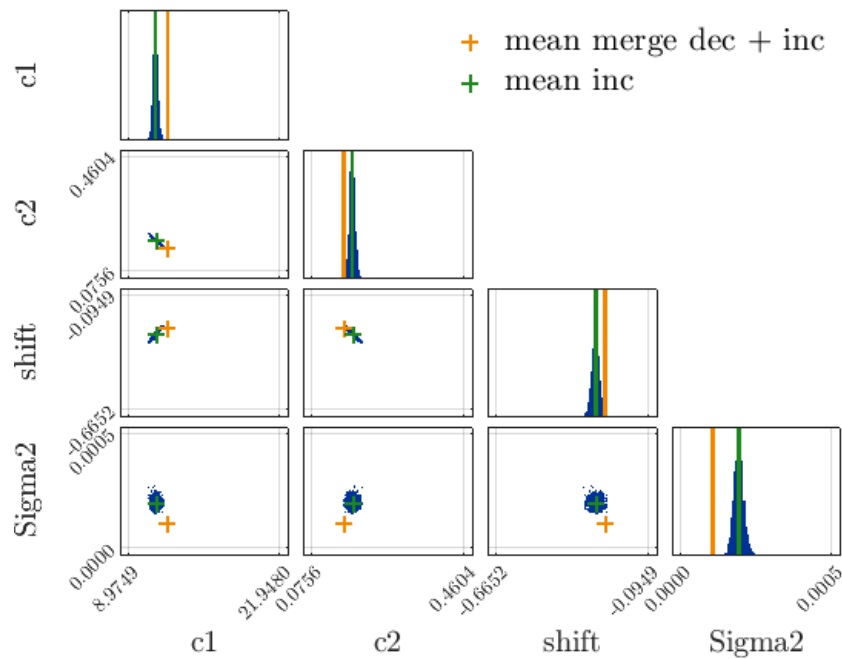 mean merge dec + inc
mean inc
c1
c2
0.4604
0.0756
shift
-0.0949
-0.6652
Sigma2
0.0005
0.0000
8.9749
21.9480
0.0756
0.4604
-0.6652
-0.0949
0.0000
0.0005
c1
c2
shift
Sigma2